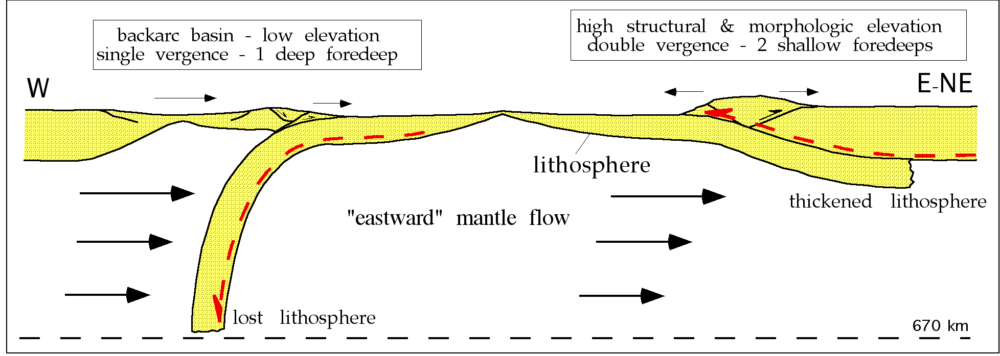 backarc basin - low elevation
single vergence - 1 deep foredeep
high structural & morphologic elevation
double vergence - 2 shallow foredeeps
W
E-NE
lithosphere
thickened lithosphere
"eastward" mantle flow
lost lithosphere
670 km